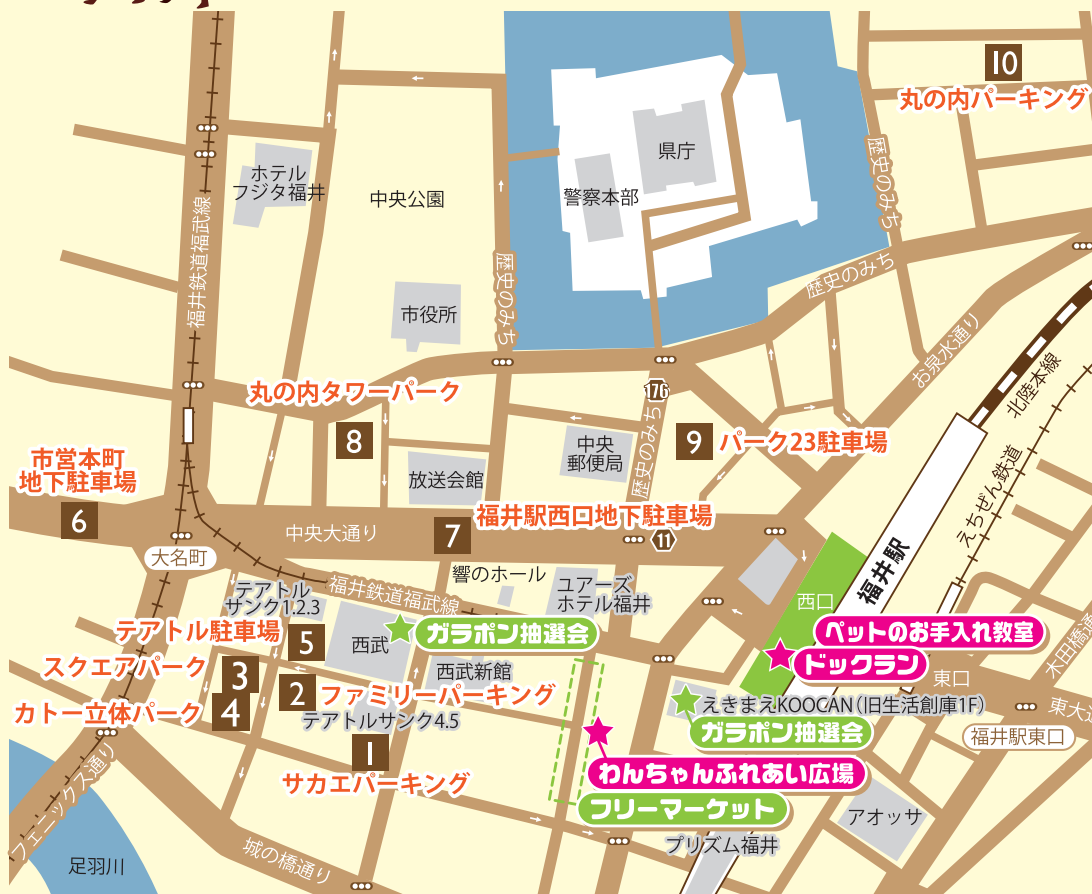 10
丸の内パーキング
県庁
ホテル
フジタ福井
中央公園
警察本部
歴史のみち
福井鉄道福武線
市役所
歴史のみち
歴史のみち
お泉水通り
北陸本線
丸の内タワーパーク
176
8
中央
郵便局
歴史のみち
9
パーク23駐車場
えちぜん鉄道
市営本町
地下駐車場
放送会館
6
中央大通り
7
福井駅西口地下駐車場
11
大名町
福井駅
響のホール
ユアーズ
ホテル福井
西口
福井鉄道福武線
テアトル
サンク1.2.3
テアトル駐車場
5
西武
ガラポン抽選会
ペットのお手入れ教室
ドックラン
木田橋通り
スクエアパーク
3
西武新館
東口
2
ファミリーパーキング
えきまえKOOCAN(旧生活創庫1F)
東大通り
カトー立体パーク
4
テアトルサンク4.5
ガラポン抽選会
福井駅東口
1
サカエパーキング
わんちゃんふれあい広場
フリーマーケット
アオッサ
フェニックス通り
プリズム福井
足羽川
城の橋通り